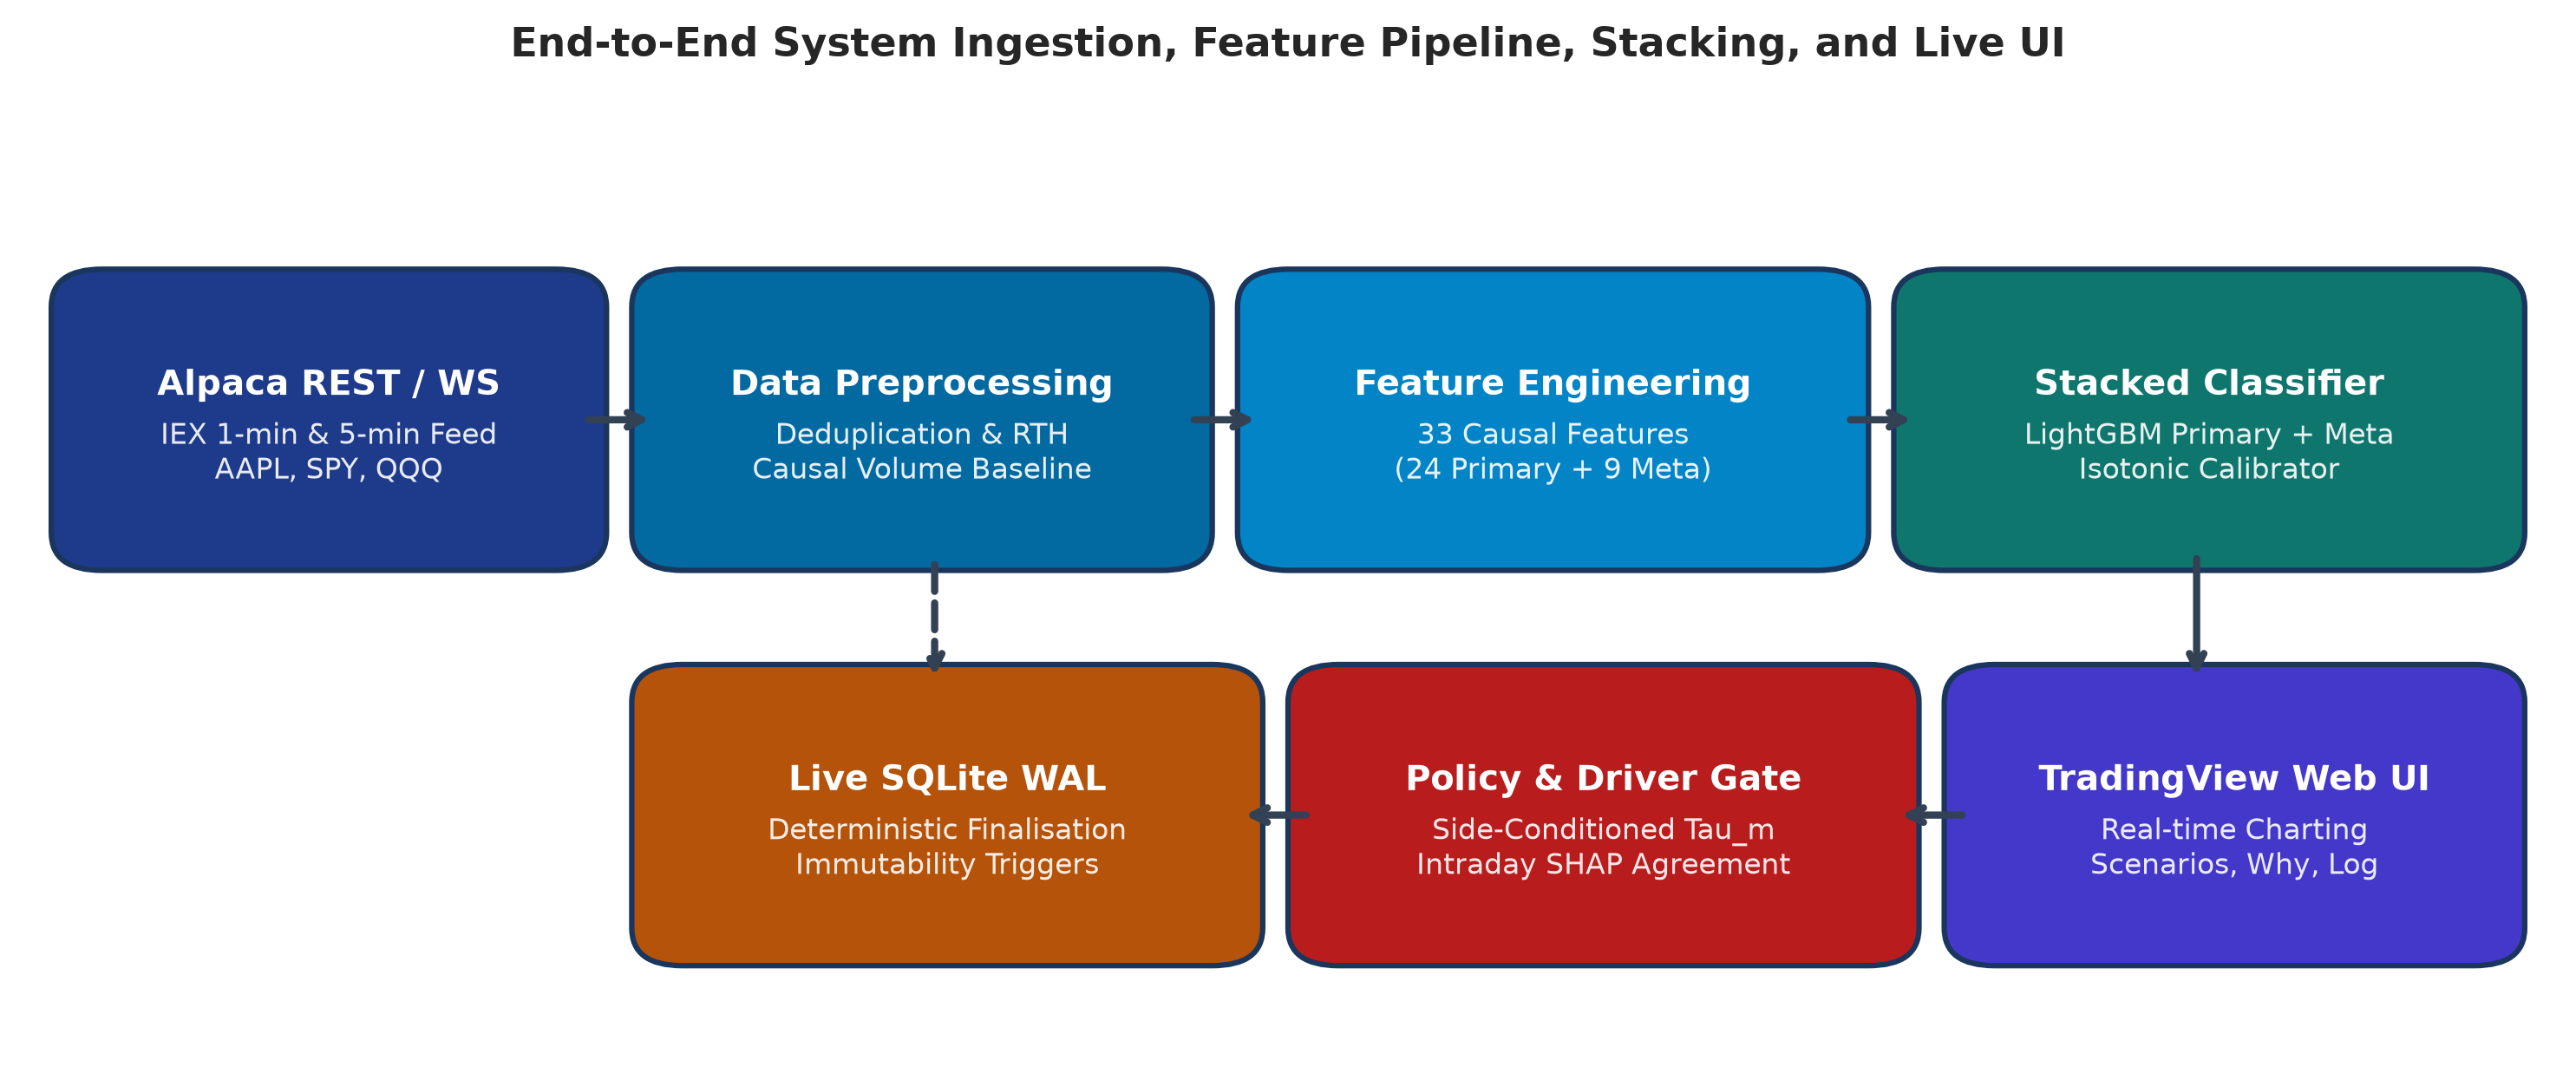 End-to-End System Ingestion, Feature Pipeline, Stacking, and Live UI
Alpaca REST / WS
IEX 1-min & 5-min Feed
AAPL, SPY, QQQ
Data Preprocessing
Deduplication & RTH
Causal Volume Baseline
Feature Engineering
33 Causal Features
(24 Primary + 9 Meta)
Stacked Classifier
LightGBM Primary + Meta
Isotonic Calibrator
Live SQLite WAL
Deterministic Finalisation
Immutability Triggers
Policy & Driver Gate
Side-Conditioned Tau_m
Intraday SHAP Agreement
TradingView Web UI
Real-time Charting
Scenarios, Why, Log